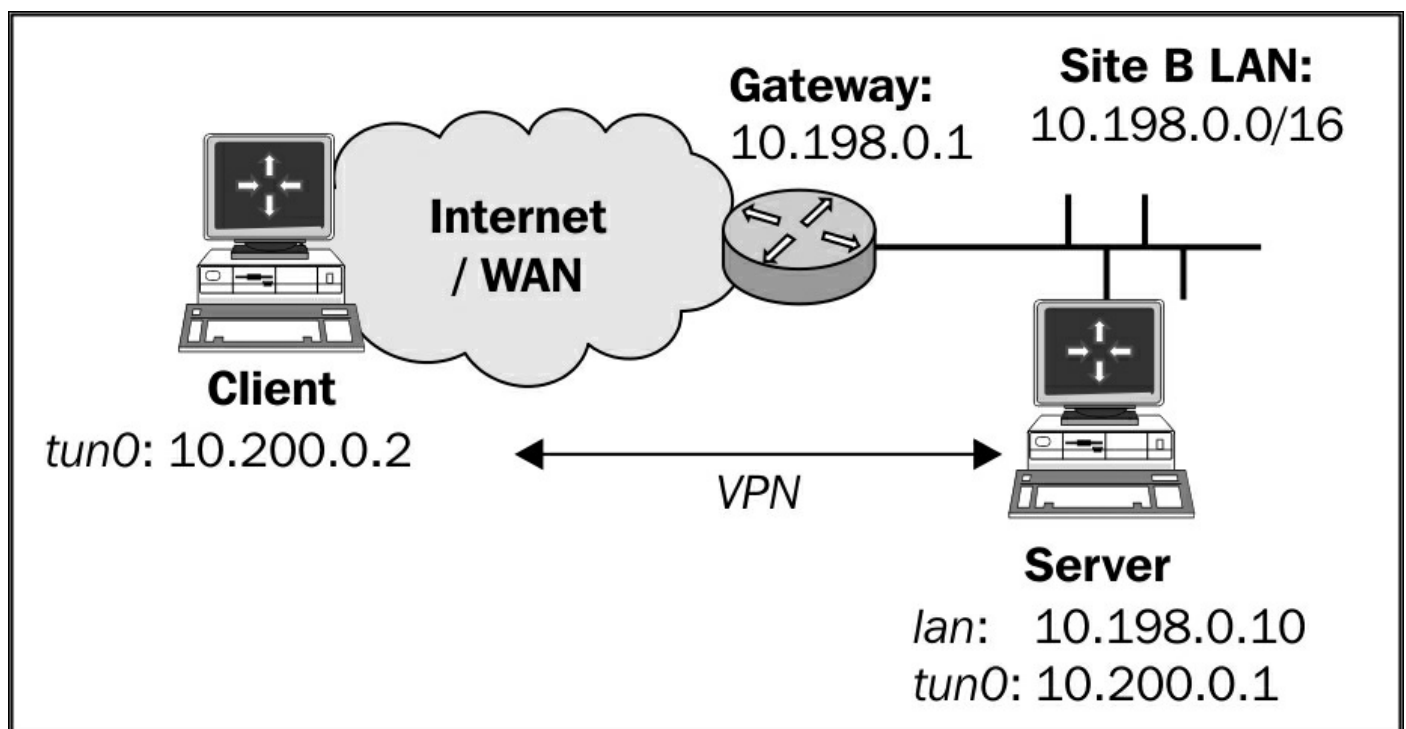 Gateway:
10.198.0.1
Site B LAN:
10.198.0.0/16
Internet
/ WAN
Client
tun0: 10.200.0.2
VPN
Server
lan: 10.198.0.10
tun0: 10.200.0.1